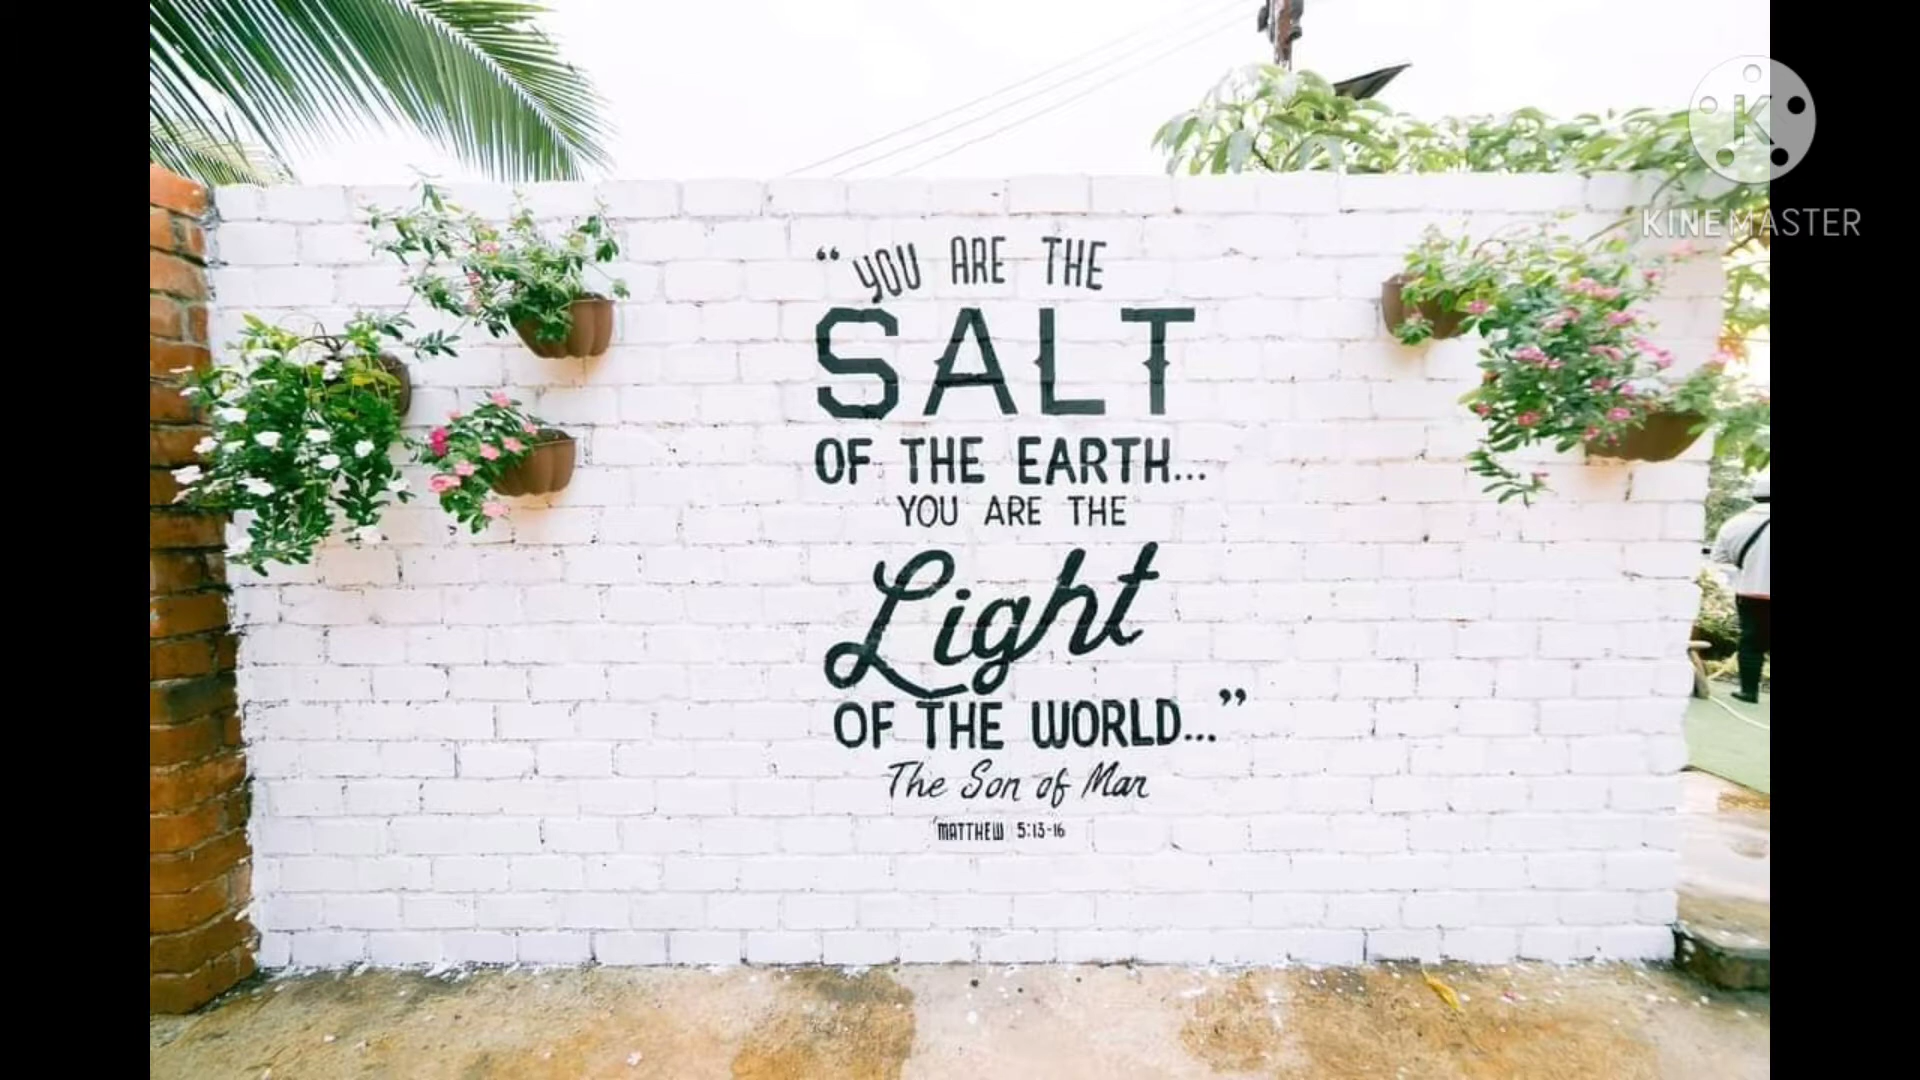 “YOU ARE THE
SALT
OF THE EARTH...
YOU ARE THE
Light
OF THE WORLD...”
The Son of Man
MATTHEW 5:13-16
K
KINEMASTER